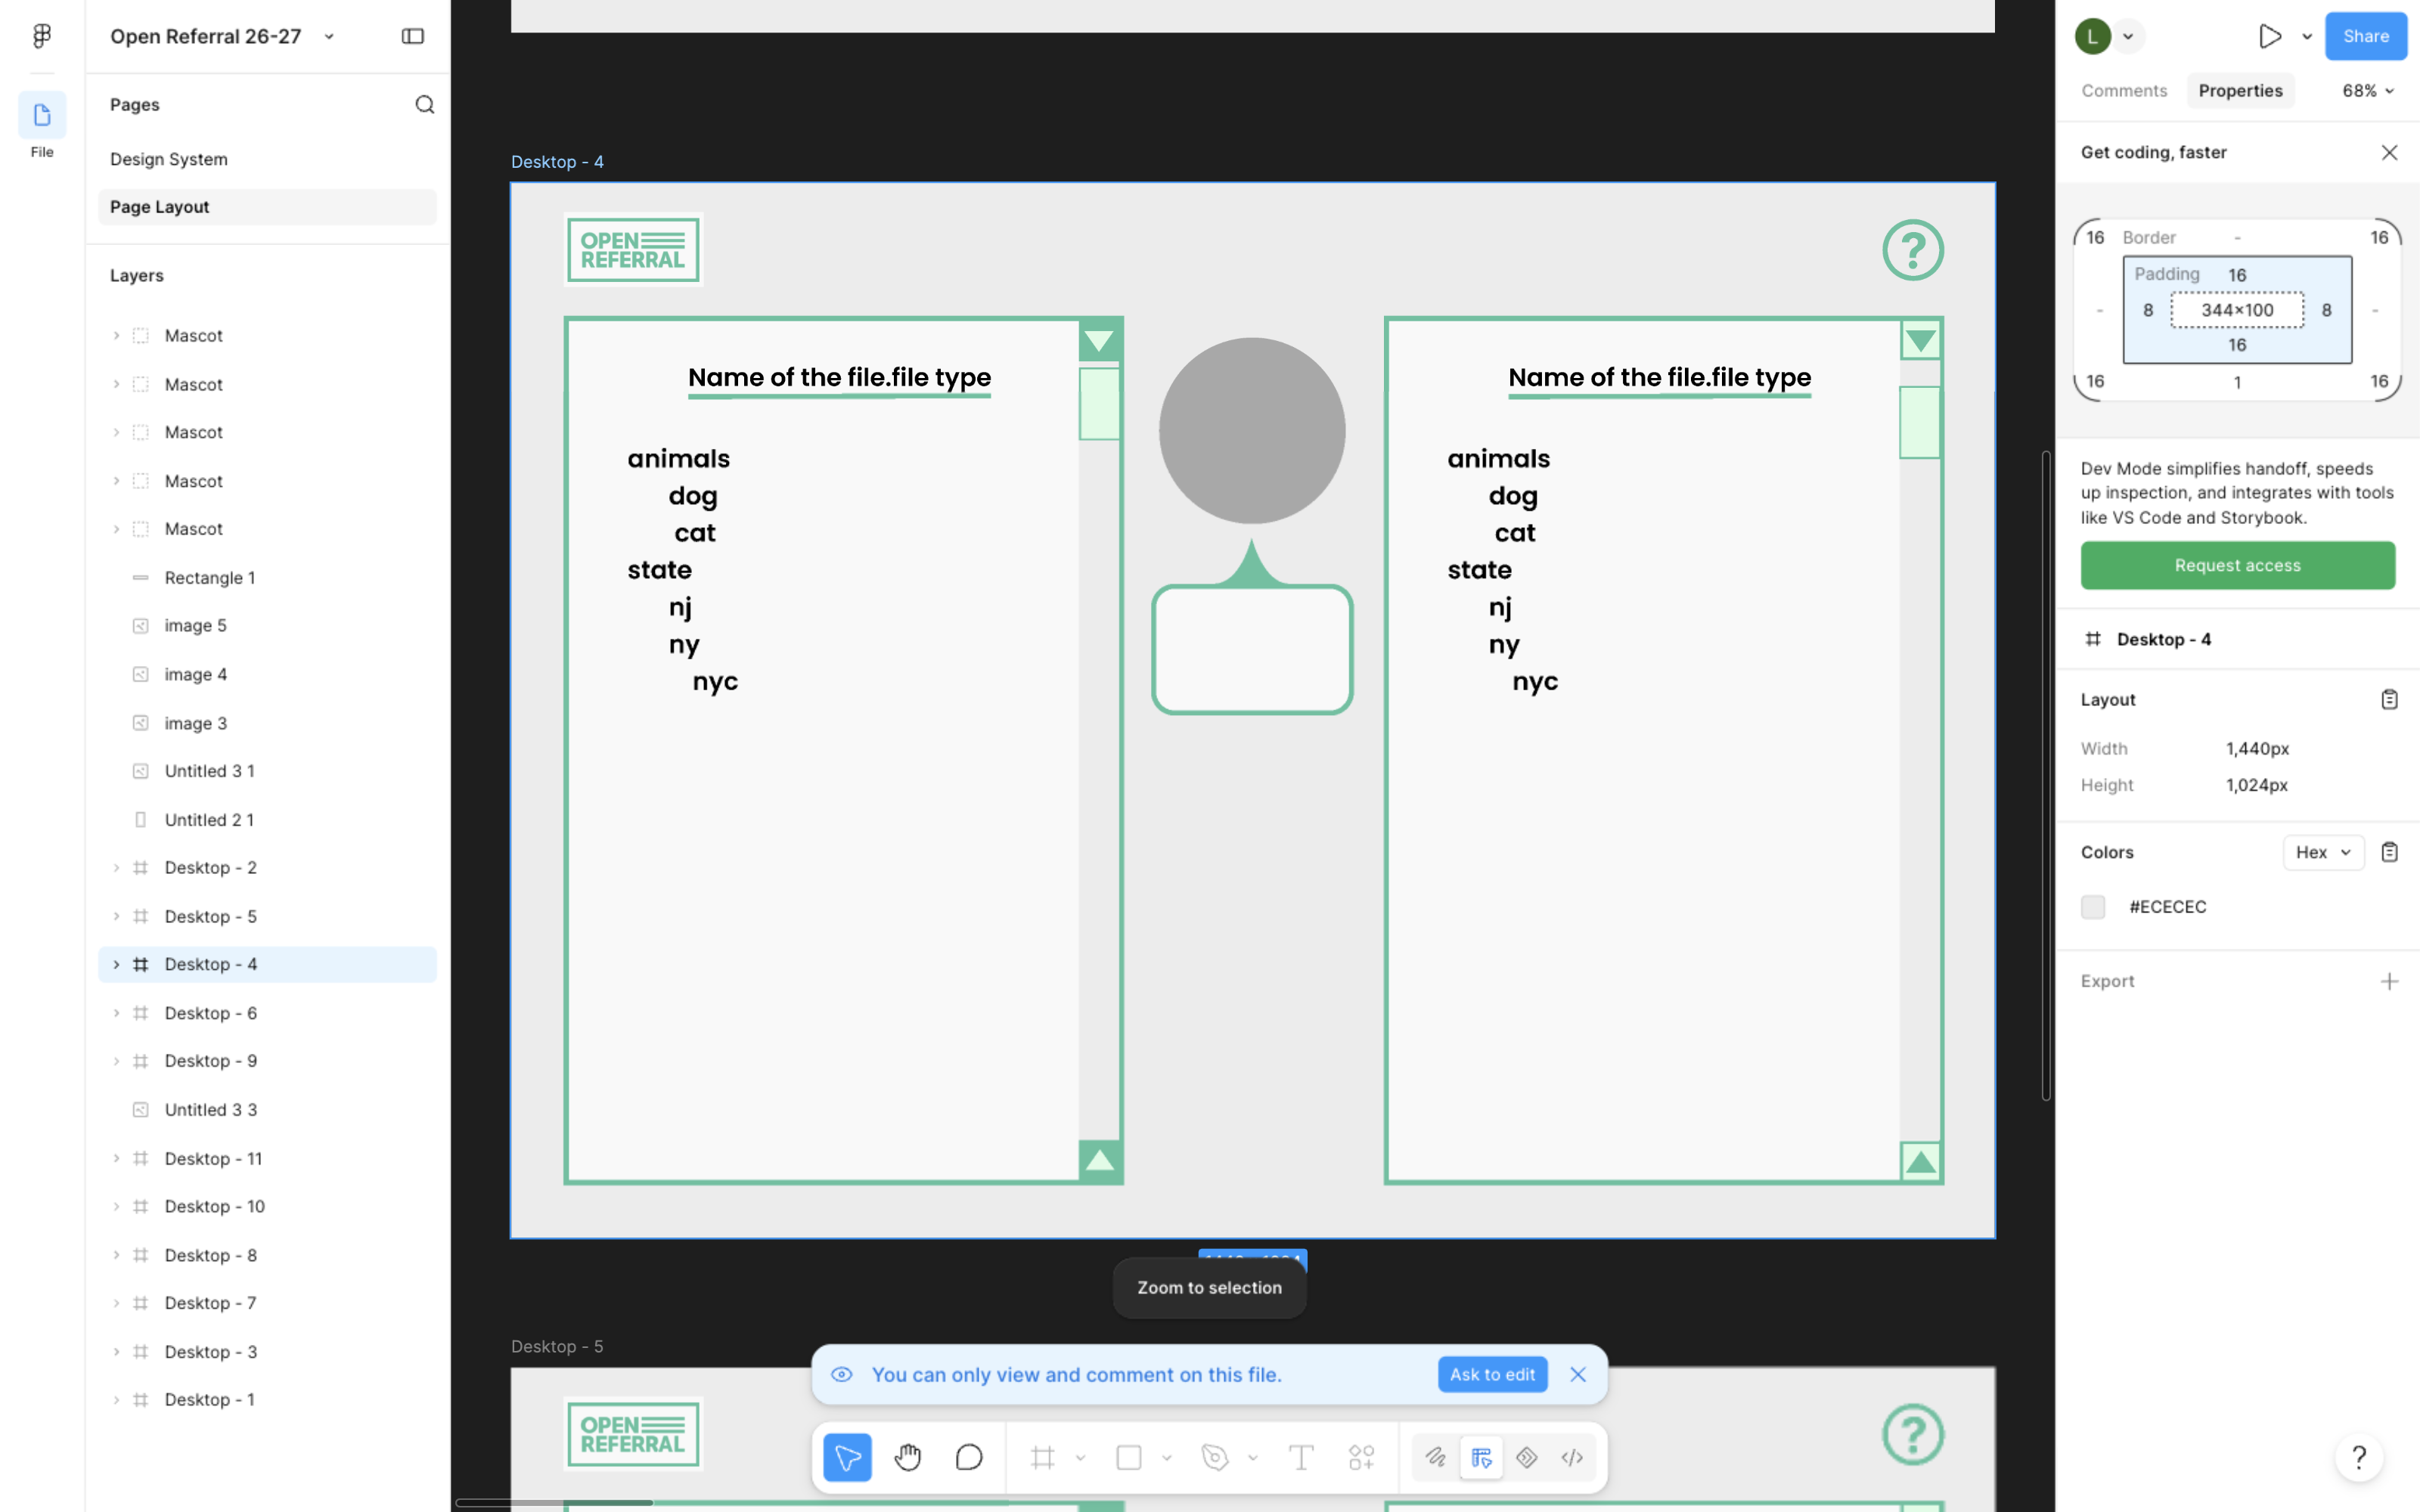 Open Referral 26-27
File
Pages
Design System
Page Layout
Layers
Mascot
Mascot
Mascot
Mascot
Mascot
Rectangle 1
image 5
image 4
image 3
Untitled 3 1
Untitled 2 1
Desktop - 2
Desktop - 5
Desktop - 4
Desktop - 6
Desktop - 9
Untitled 3 3
Desktop - 11
Desktop - 10
Desktop - 8
Desktop - 7
Desktop - 3
Desktop - 1
Desktop - 4
OPEN
REFERRAL
?
Name of the file.file type
animals
dog
cat
state
nj
ny
nyc
Name of the file.file type
animals
dog
cat
state
nj
ny
nyc
Zoom to selection
Desktop - 5
OPEN
REFERRAL
?
You can only view and comment on this file.
Ask to edit
L
Share
Comments
Properties
68%
Get coding, faster
16 Border - 16
Padding 16
- 8 344×100 8 -
16
16 1 16
Dev Mode simplifies handoff, speeds
up inspection, and integrates with tools
like VS Code and Storybook.
Request access
Desktop - 4
Layout
Width 1,440px
Height 1,024px
Colors
Hex
#ECECEC
Export
?